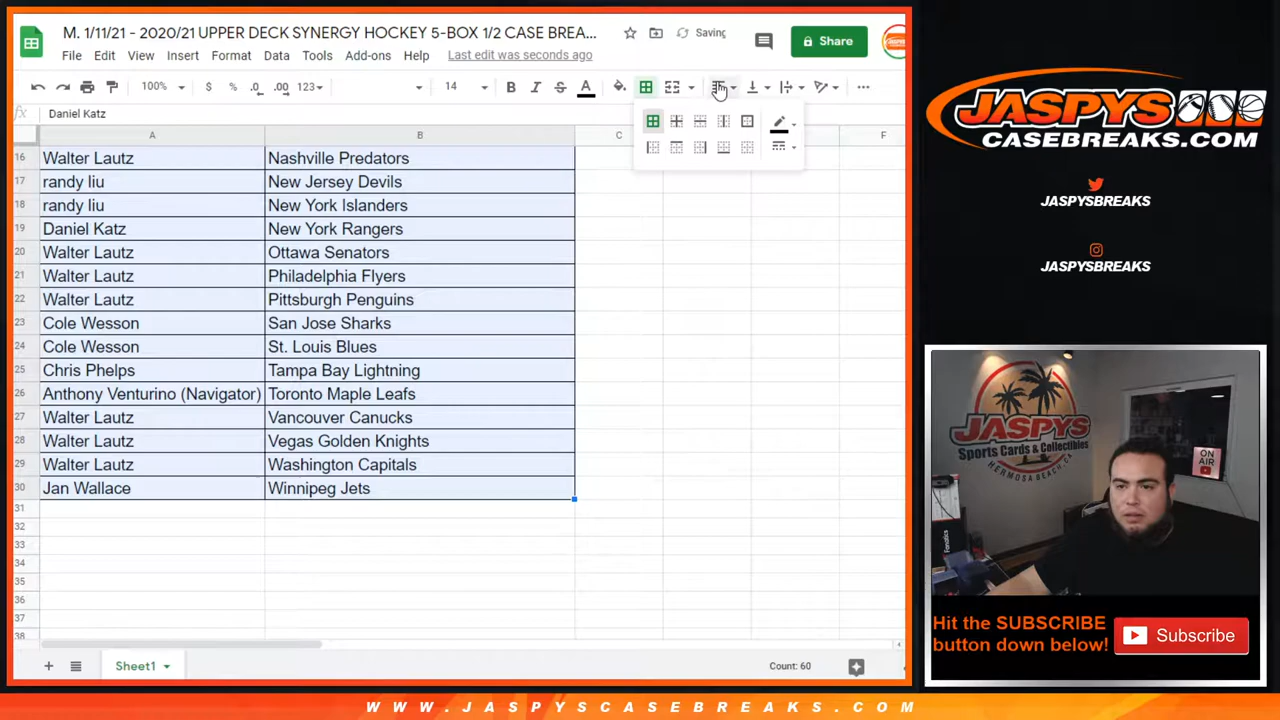 M. 1/11/21 - 2020/21 UPPER DECK SYNERGY HOCKEY 5-BOX 1/2 CASE BREA...
Saving
Share
File Edit View Insert Format Data Tools Add-ons Help Last edit was seconds ago
100% $ % .0 .00 123 14 B I S A
fx Daniel Katz
A B C F
16 Walter Lautz Nashville Predators
17 randy liu New Jersey Devils
18 randy liu New York Islanders
19 Daniel Katz New York Rangers
20 Walter Lautz Ottawa Senators
21 Walter Lautz Philadelphia Flyers
22 Walter Lautz Pittsburgh Penguins
23 Cole Wesson San Jose Sharks
24 Cole Wesson St. Louis Blues
25 Chris Phelps Tampa Bay Lightning
26 Anthony Venturino (Navigator) Toronto Maple Leafs
27 Walter Lautz Vancouver Canucks
28 Walter Lautz Vegas Golden Knights
29 Walter Lautz Washington Capitals
30 Jan Wallace Winnipeg Jets
31
32
33
34
35
36
37
38
Sheet1
Count: 60
JASPYS
CASEBREAKS.COM
JASPYSBREAKS
JASPYSBREAKS
JASPYS
Sports Cards & Collectibles
HERMOSA BEACH, CA
ON AIR
Fanatics
Hit the SUBSCRIBE
button down below!
Subscribe
WWW.JASPYSCASEBREAKS.COM